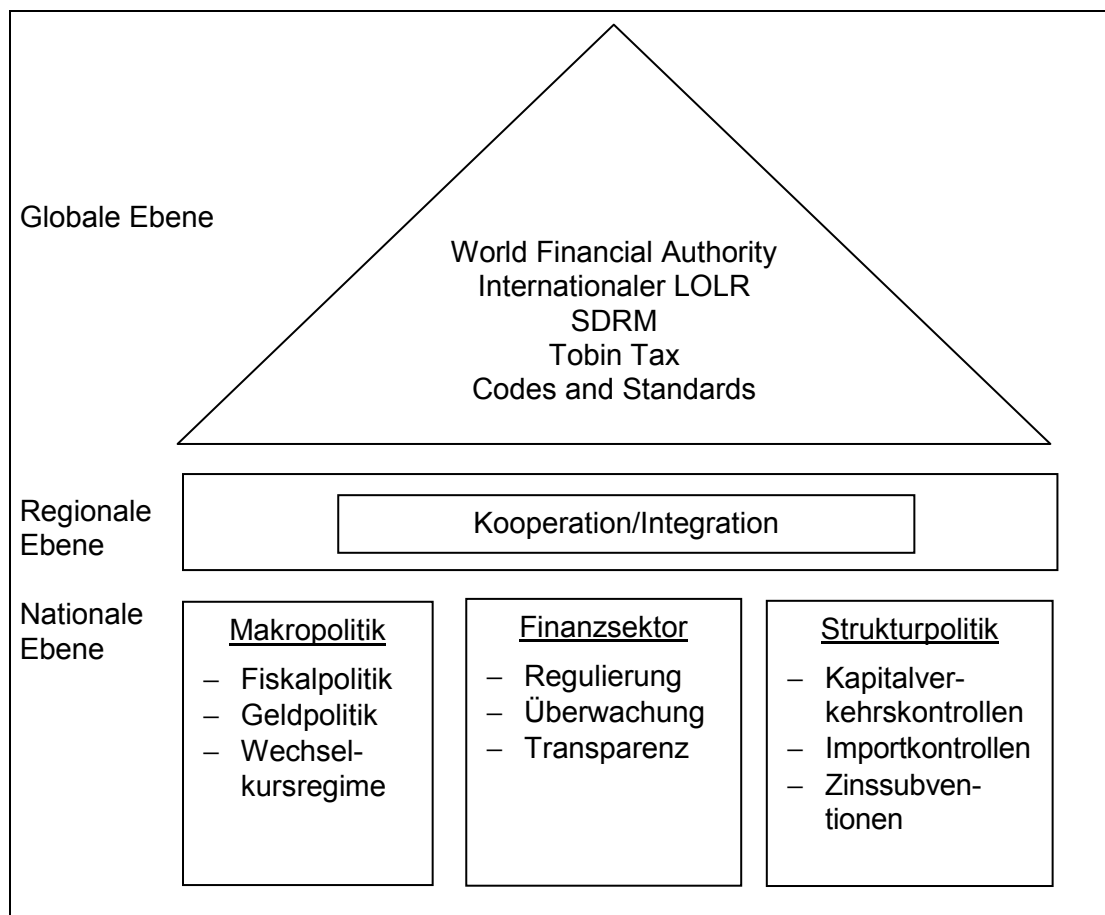 Globale Ebene
World Financial Authority
Internationaler LOLR
SDRM
Tobin Tax
Codes and Standards
Regionale
Ebene
Kooperation/Integration
Nationale
Ebene
Makropolitik
– Fiskalpolitik
– Geldpolitik
– Wechsel-
kursregime
Finanzsektor
– Regulierung
– Überwachung
– Transparenz
Strukturpolitik
– Kapitalver-
kehrskontrollen
– Importkontrollen
– Zinssubven-
tionen